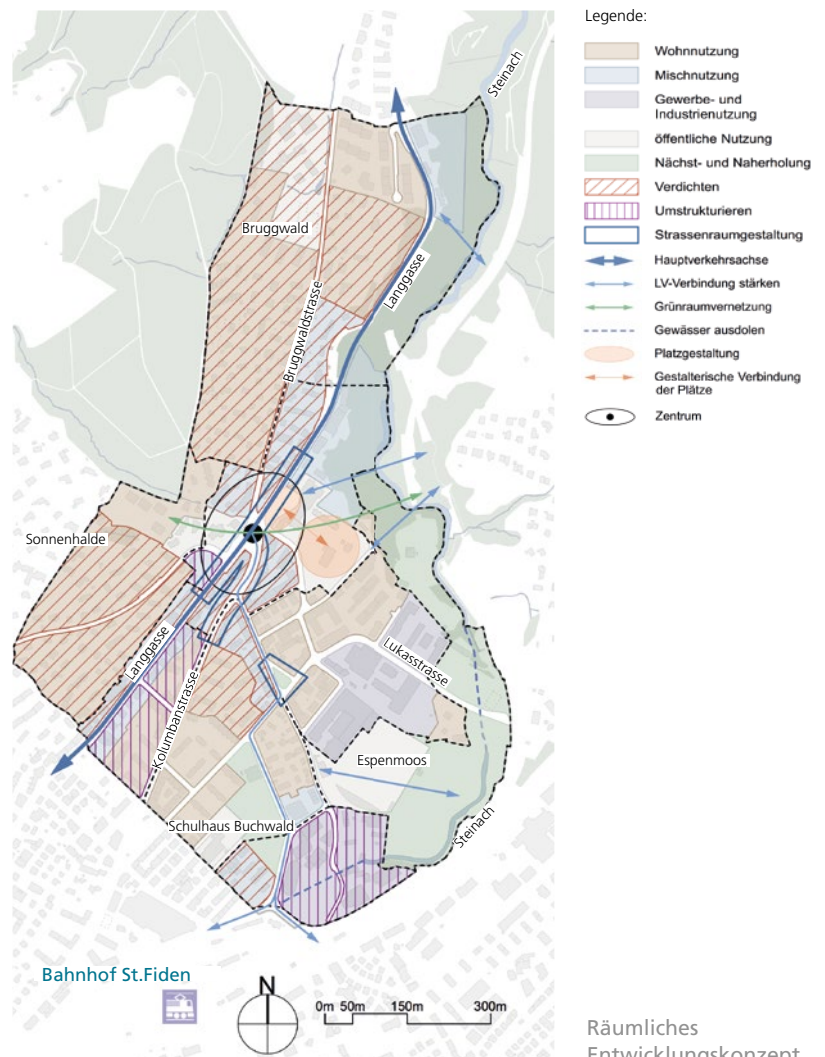 Steinach
Bruggwald
Langgasse
Bruggwaldstrasse
Sonnenhalde
Langgasse
Kolumbanstrasse
Lukasstrasse
Espenmoos
Schulhaus Buchwald
Steinach
Bahnhof St.Fiden
N
0m 50m 150m 300m
Legende:
Wohnnutzung
Mischnutzung
Gewerbe- und
Industrienutzung
öffentliche Nutzung
Nächst- und Naherholung
Verdichten
Umstrukturieren
Strassenraumgestaltung
Hauptverkehrsachse
LV-Verbindung stärken
Grünraumvernetzung
Gewässer ausdolen
Platzgestaltung
Gestalterische Verbindung
der Plätze
Zentrum
Räumliches
Entwicklungskonzept